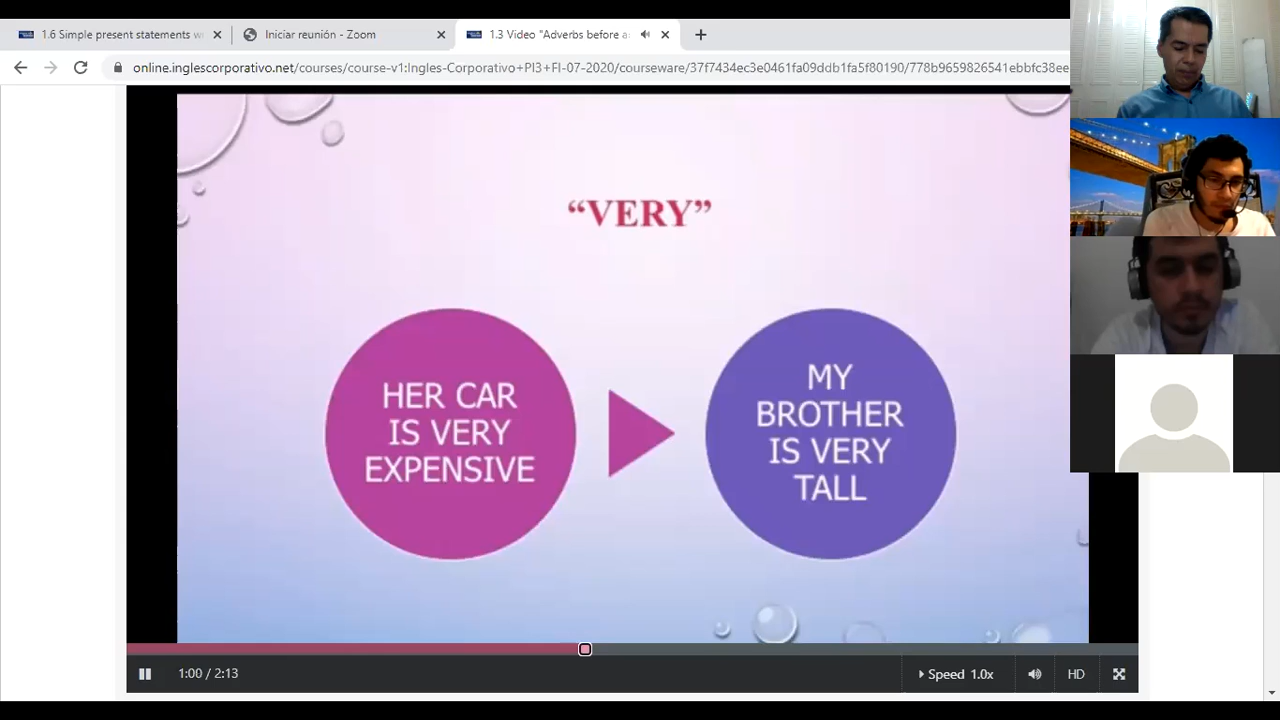 1.6 Simple present statements w
Iniciar reunión - Zoom
1.3 Video "Adverbs before a
online.inglescorporativo.net/courses/course-v1:Ingles-Corporativo+PI3+FI-07-2020/courseware/37f7434ec3e0461fa09ddb1fa5f80190/778b9659826541ebbfc38ee
“VERY”
HER CAR
IS VERY
EXPENSIVE
MY
BROTHER
IS VERY
TALL
1:00 / 2:13
Speed 1.0x
HD